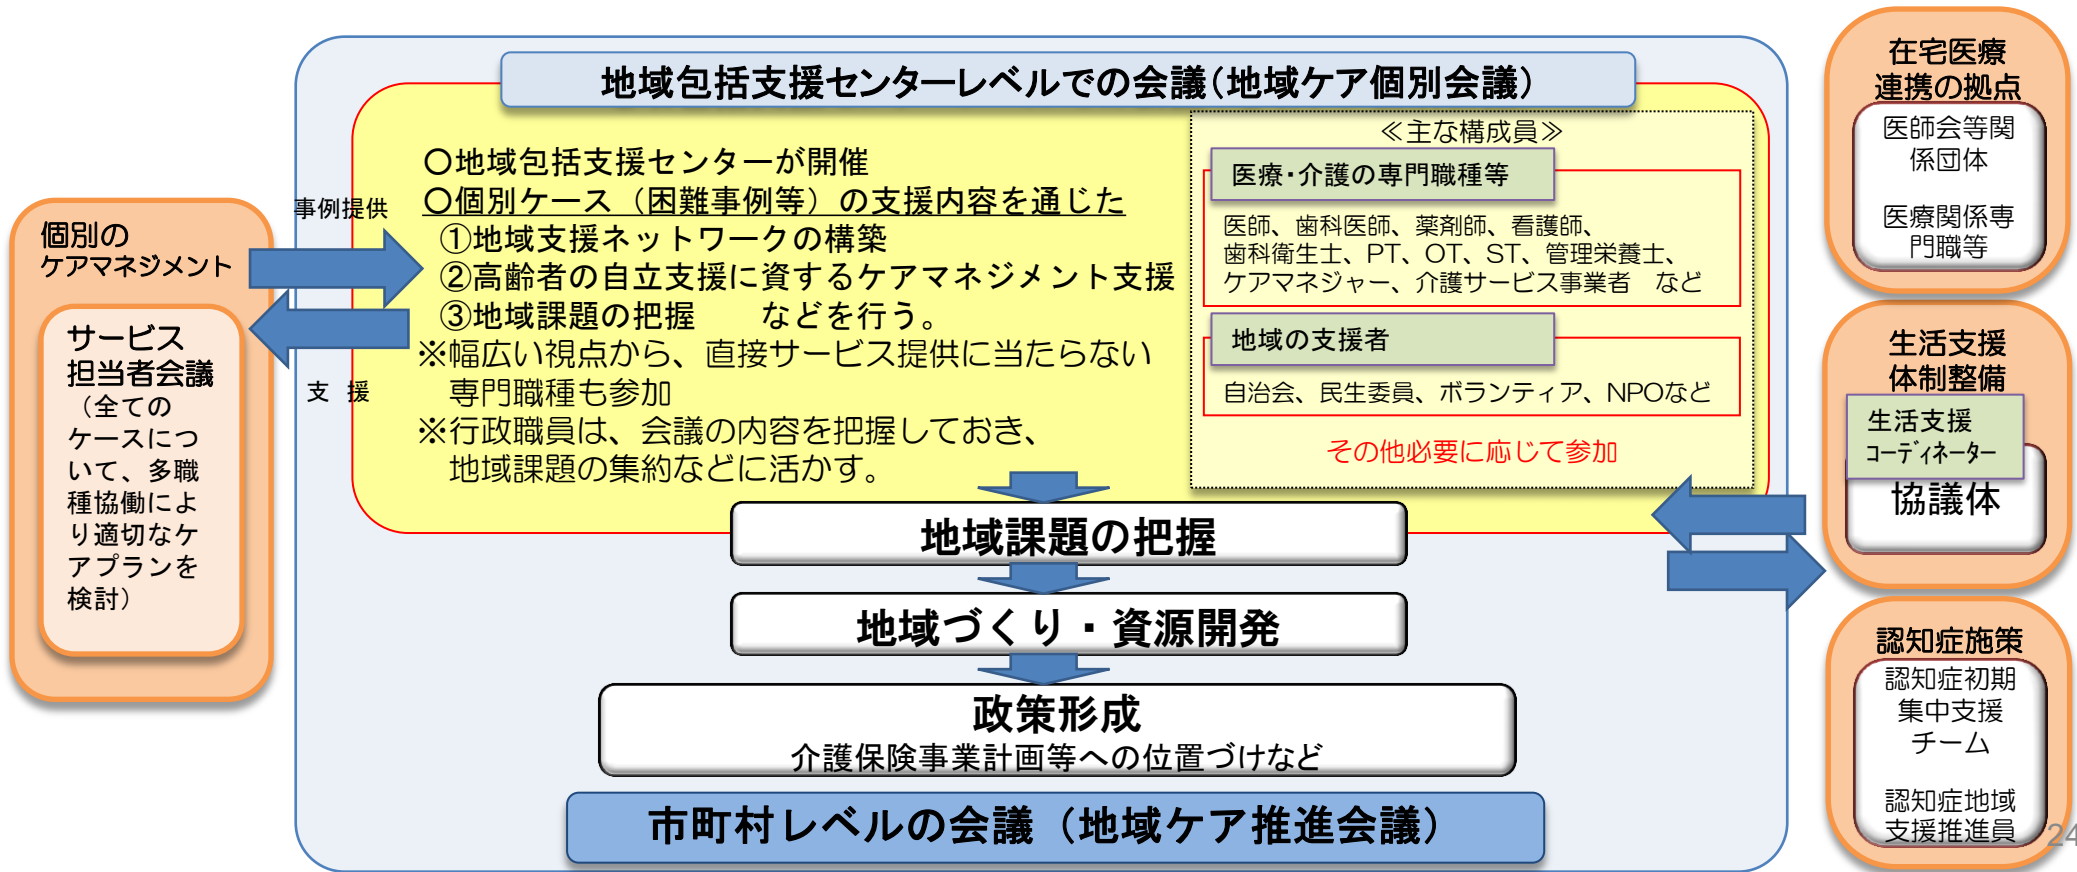 地域包括支援センターレベルでの会議(地域ケア個別会議)
〇地域包括支援センターが開催
〇個別ケース（困難事例等）の支援内容を通じた
①地域支援ネットワークの構築
②高齢者の自立支援に資するケアマネジメント支援
③地域課題の把握　　などを行う。
※幅広い視点から、直接サービス提供に当たらない
専門職種も参加
※行政職員は、会議の内容を把握しておき、
地域課題の集約などに活かす。
≪主な構成員≫
医療・介護の専門職種等
医師、歯科医師、薬剤師、看護師、
歯科衛生士、PT、OT、ST、管理栄養士、
ケアマネジャー、介護サービス事業者　など
地域の支援者
自治会、民生委員、ボランティア、NPOなど
その他必要に応じて参加
個別の
ケアマネジメント
サービス
担当者会議
（全ての
ケースにつ
いて、多職
種協働によ
り適切なケ
アプランを
検討）
事例提供
支　援
地域課題の把握
地域づくり・資源開発
政策形成
介護保険事業計画等への位置づけなど
市町村レベルの会議（地域ケア推進会議）
在宅医療
連携の拠点
医師会等関
係団体
医療関係専
門職等
生活支援
体制整備
生活支援
ｺｰﾃﾞｨﾈｰﾀｰ
協議体
認知症施策
認知症初期
集中支援
チーム
認知症地域
支援推進員
24